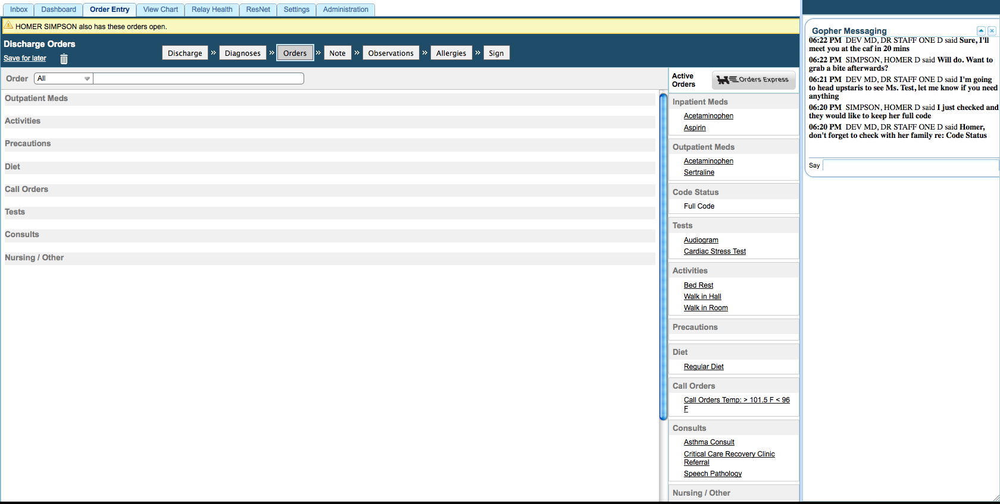 Inbox Dashboard Order Entry View Chart Relay Health ResNet Settings Administration
HOMER SIMPSON also has these orders open.
Discharge Orders
Save for later
Discharge » Diagnoses » Orders » Note » Observations » Allergies » Sign
Order All
Outpatient Meds
Activities
Precautions
Diet
Call Orders
Tests
Consults
Nursing / Other
Active
Orders
Orders Express
Inpatient Meds
Acetaminophen
Aspirin
Outpatient Meds
Acetaminophen
Sertraline
Code Status
Full Code
Tests
Audiogram
Cardiac Stress Test
Activities
Bed Rest
Walk in Hall
Walk in Room
Precautions
Diet
Regular Diet
Call Orders
Call Orders Temp: > 101.5 F < 96
F
Consults
Asthma Consult
Critical Care Recovery Clinic
Referral
Speech Pathology
Nursing / Other
Gopher Messaging
06:22 PM DEV MD, DR STAFF ONE D said Sure, I'll
meet you at the caf in 20 mins
06:22 PM SIMPSON, HOMER D said Will do. Want to
grab a bite afterwards?
06:21 PM DEV MD, DR STAFF ONE D said I'm going
to head upstaris to see Ms. Test, let me know if you need
anything
06:20 PM SIMPSON, HOMER D said I just checked and
they would like to keep her full code
06:20 PM DEV MD, DR STAFF ONE D said Homer,
don't forget to check with her family re: Code Status
Say